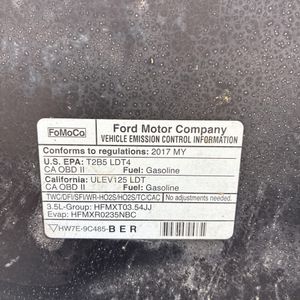 FoMoCo
Ford Motor Company
VEHICLE EMISSION CONTROL INFORMATION
Conforms to regulations: 2017 MY
U.S. EPA: T2B5 LDT4
CA OBD II Fuel: Gasoline
California: ULEV125 LDT
CA OBD II Fuel: Gasoline
TWC/DFI/SFI/WR-HO2S/HO2S/TC/CAC No adjustments needed.
3.5L-Group: HFMXT03.54JJ
Evap: HFMXR0235NBC
HW7E-9C485-BER